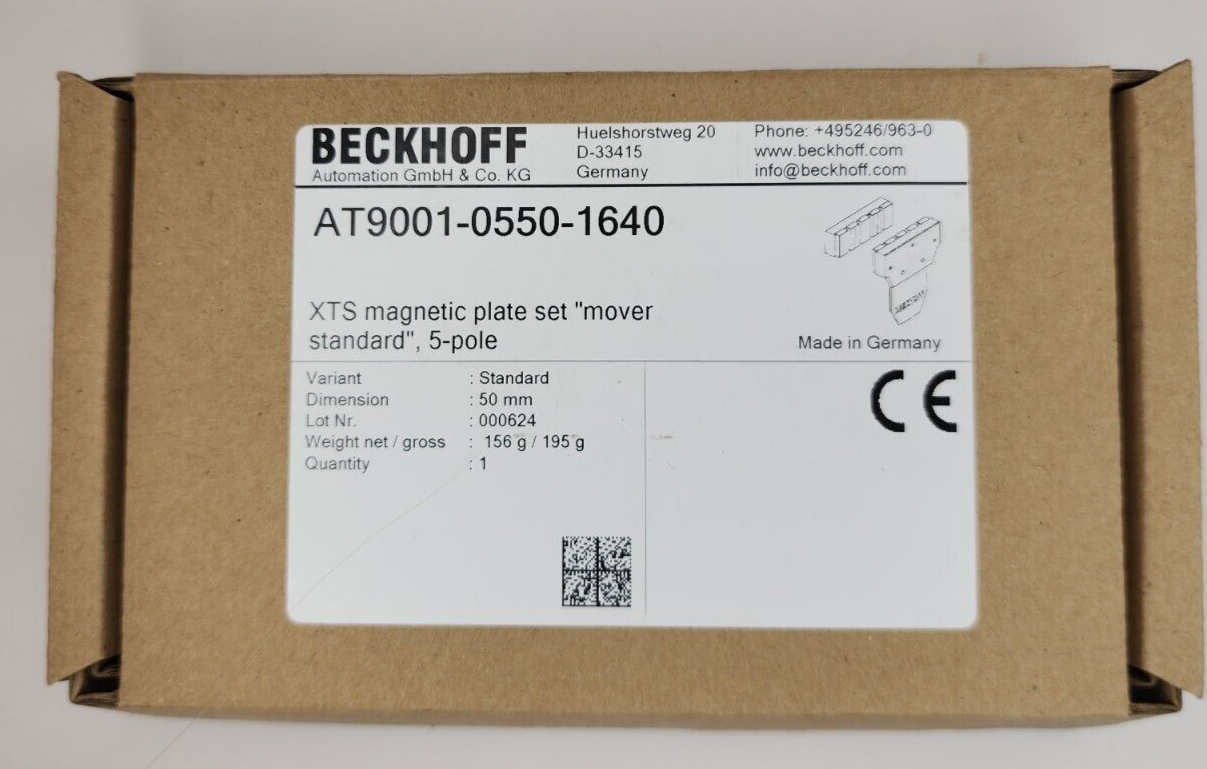 BECKHOFF
Automation GmbH & Co. KG
Huelshorstweg 20
D-33415
Germany
Phone: +495246/963-0
www.beckhoff.com
info@beckhoff.com
AT9001-0550-1640
XTS magnetic plate set "mover
standard", 5-pole
Made in Germany
Variant : Standard
Dimension : 50 mm
Lot Nr. : 000624
Weight net / gross : 156 g / 195 g
Quantity : 1
CE